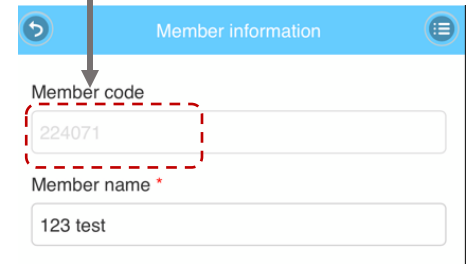 Member information
Member code
224071
Member name *
123 test